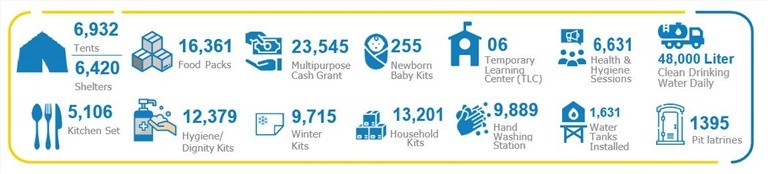 6,932
Tents
6,420
Shelters
16,361
Food Packs
23,545
Multipurpose
Cash Grant
255
Newborn
Baby Kits
06
Temporary
Learning
Center (TLC)
6,631
Health &
Hygiene
Sessions
48,000 Liter
Clean Drinking
Water Daily
5,106
Kitchen Set
12,379
Hygiene/
Dignity Kits
9,715
Winter
Kits
13,201
Household
Kits
9,889
Hand
Washing
Station
1,631
Water
Tanks
Installed
1395
Pit latrines